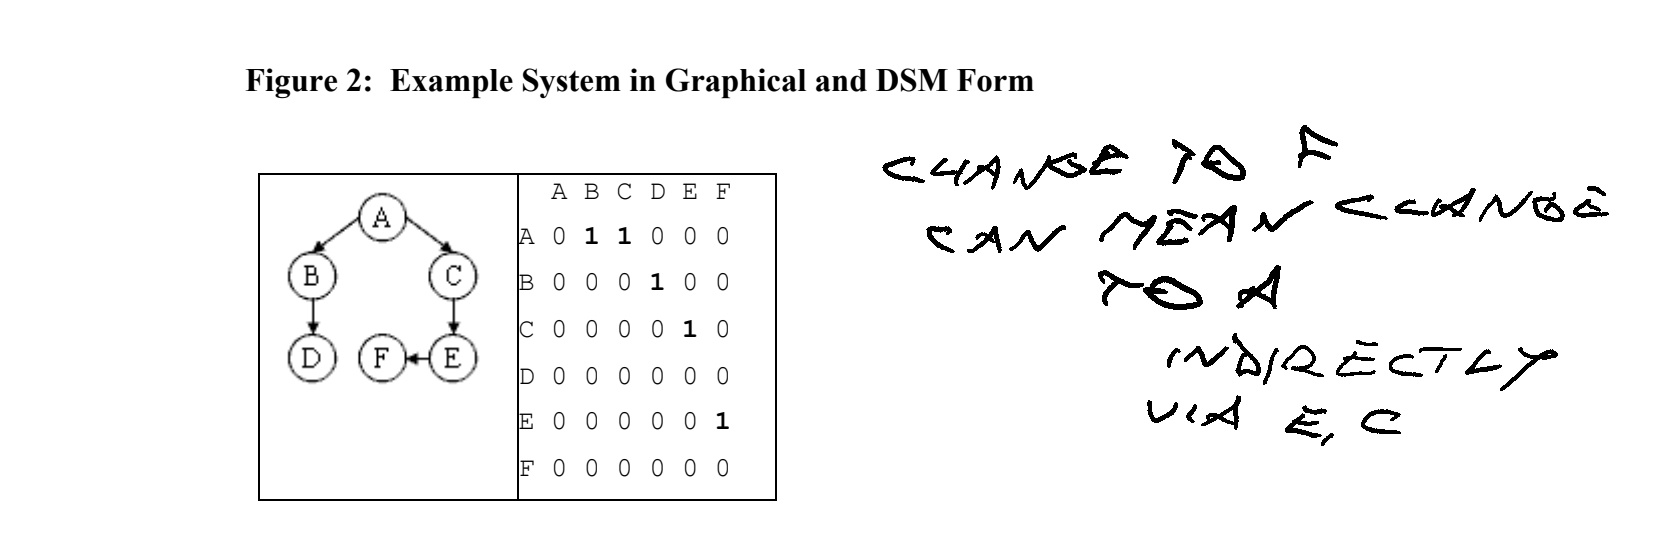 Figure 2: Example System in Graphical and DSM Form
A
B
C
D
F
E
A B C D E F
A 0 1 1 0 0 0
B 0 0 0 1 0 0
C 0 0 0 0 1 0
D 0 0 0 0 0 0
E 0 0 0 0 0 1
F 0 0 0 0 0 0
CHANGE TO F
CAN MEAN CHANGE
TO A
INDIRECTLY
VIA E, C